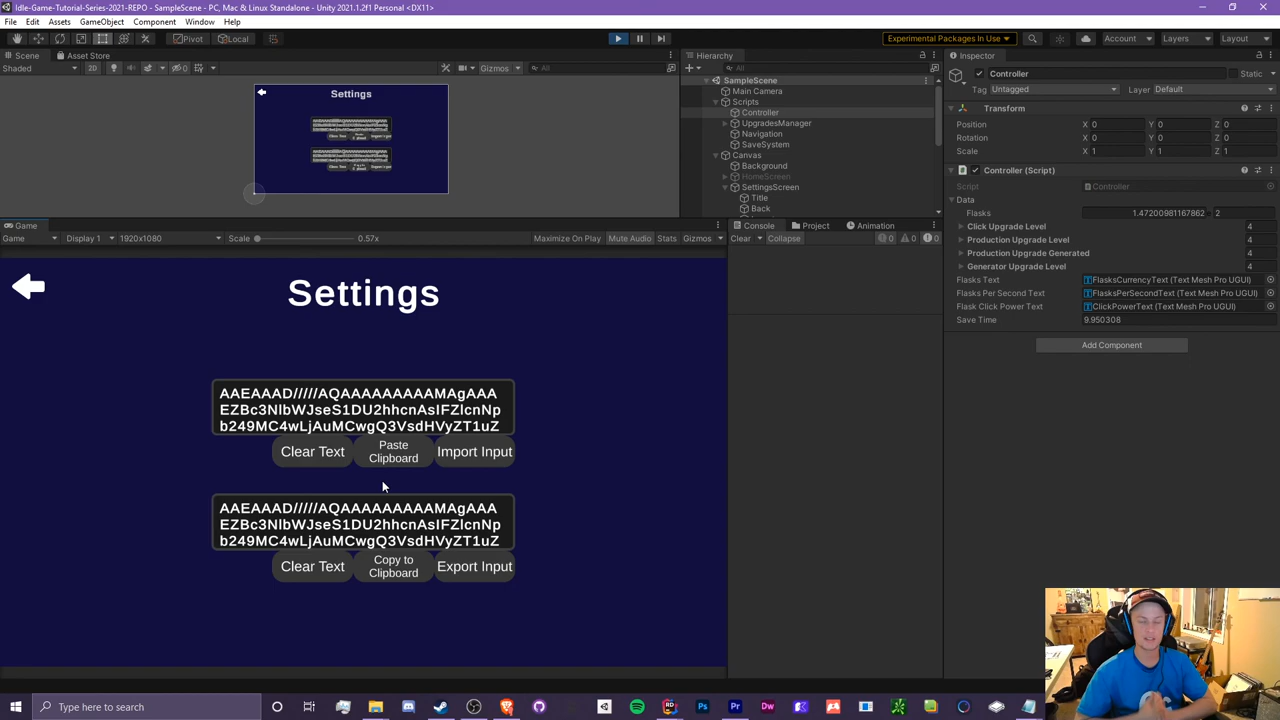 Idle-Game-Tutorial-Series-2021-REPO - SampleScene - PC, Mac & Linux Standalone - Unity 2021.1.2f1 Personal <DX11>
File Edit Assets GameObject Component Window Help
Pivot Local
Experimental Packages In Use
Account
Layers
Layout
Scene Asset Store
Shaded 2D 0 Gizmos All
Settings
Hierarchy
All
SampleScene
Main Camera
Scripts
Controller
UpgradesManager
Navigation
SaveSystem
Canvas
Background
HomeScreen
SettingsScreen
Title
Back
Inspector
Controller Static
Tag Untagged Layer Default
Transform
Position X 0 Y 0 Z 0
Rotation X 0 Y 0 Z 0
Scale X 1 Y 1 Z 1
Controller (Script)
Script Controller
Data
Flasks 1.47200981167862 2
Click Upgrade Level 4
Production Upgrade Level 4
Production Upgrade Generated 4
Generator Upgrade Level 4
Flasks Text FlasksCurrencyText (Text Mesh Pro UGUI)
Flasks Per Second Text FlasksPerSecondText (Text Mesh Pro UGUI)
Flask Click Power Text ClickPowerText (Text Mesh Pro UGUI)
Save Time 9.950308
Add Component
Game
Game Display 1 1920x1080 Scale 0.57x Maximize On Play Mute Audio Stats Gizmos
Console Project Animation
Clear Collapse 0 0 0
Settings
AAEAAAD/////AQAAAAAAAAAMAgAAA
EZBc3NlbWJseS1DU2hhcnAsIFZlcnNp
b249MC4wLjAuMCwgQ3VsdHVyZT1uZ
Clear Text
Paste
Clipboard
Import Input
AAEAAAD/////AQAAAAAAAAAMAgAAA
EZBc3NlbWJseS1DU2hhcnAsIFZlcnNp
b249MC4wLjAuMCwgQ3VsdHVyZT1uZ
Clear Text
Copy to
Clipboard
Export Input
Type here to search
RD
Ps
Pr
Dw